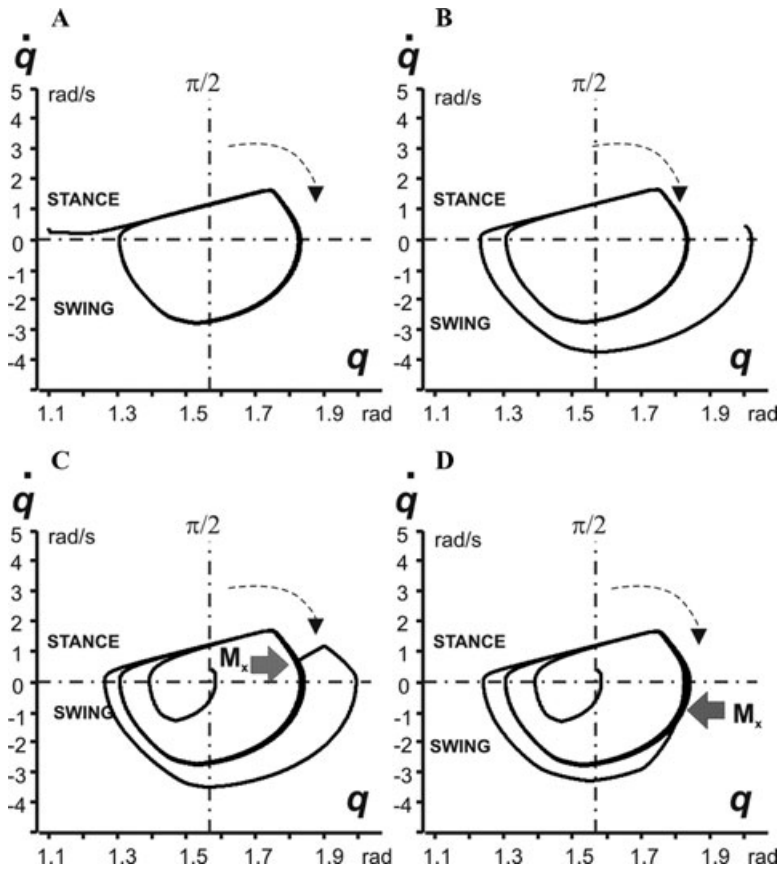 A
q̇
π/2
5 rad/s
4
3
2
STANCE
1
0
-1
SWING
-2
-3
-4
q
1.1 1.3 1.5 1.7 1.9 rad
B
q̇
π/2
5 rad/s
4
3
2
STANCE
1
0
-1
-2
SWING
-3
-4
q
1.1 1.3 1.5 1.7 1.9 rad
C
q̇
π/2
5 rad/s
4
3
2
STANCE
1
Mx
0
SWING
-1
-2
-3
-4
q
1.1 1.3 1.5 1.7 1.9 rad
D
q̇
π/2
5 rad/s
4
3
2
STANCE
1
0
-1
Mx
-2
SWING
-3
-4
q
1.1 1.3 1.5 1.7 1.9 rad